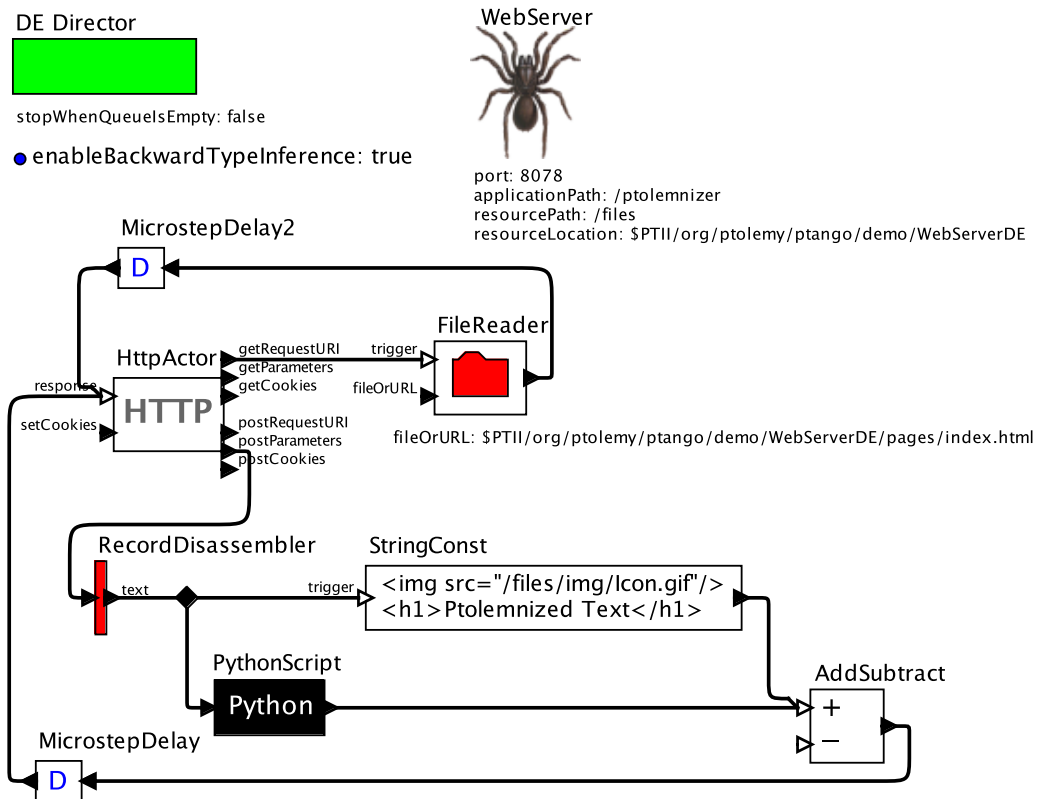 DE Director
WebServer
stopWhenQueueIsEmpty: false
enableBackwardTypeInference: true
port: 8078
applicationPath: /ptolemnizer
resourcePath: /files
resourceLocation: $PTII/org/ptolemy/ptango/demo/WebServerDE
MicrostepDelay2
D
FileReader
HttpActor
getRequestURI
trigger
getParameters
response
getCookies
fileOrURL
HTTP
setCookies
postRequestURI
postParameters
postCookies
fileOrURL: $PTII/org/ptolemy/ptango/demo/WebServerDE/pages/index.html
RecordDisassembler
StringConst
text
trigger
<img src="/files/img/Icon.gif"/>
<h1>Ptolemnized Text</h1>
PythonScript
Python
AddSubtract
+
−
MicrostepDelay
D